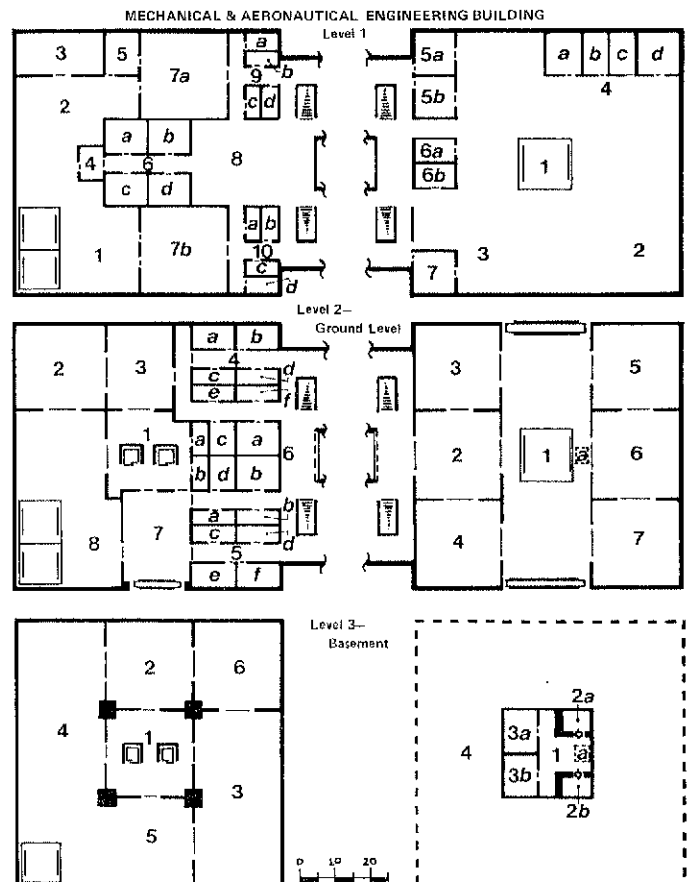 MECHANICAL & AERONAUTICAL ENGINEERING BUILDING
Level 1
3 5 7a a 9 b c d
2
a b
4 6 8
c d
1 7b a b 10 c d
5a a b c d
5b 4
6a 1
6b
7 3 2
Level 2—
Ground Level
2 3 a b
4 c d
e f
1 a c a 6
b d b
8 7 a b
c d
5
e f
3 5
2 1 a 6
4 7
Level 3—
Basement
2 6
4 1
3
5
2a
3a
4 1 a
3b
2b
0 10 20